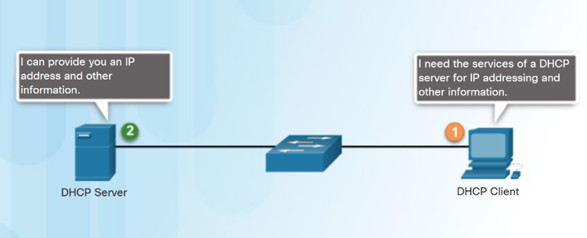 I can provide you an IP
address and other
information.
I need the services of a DHCP
server for IP addressing and
other information.
2
1
DHCP Server
DHCP Client